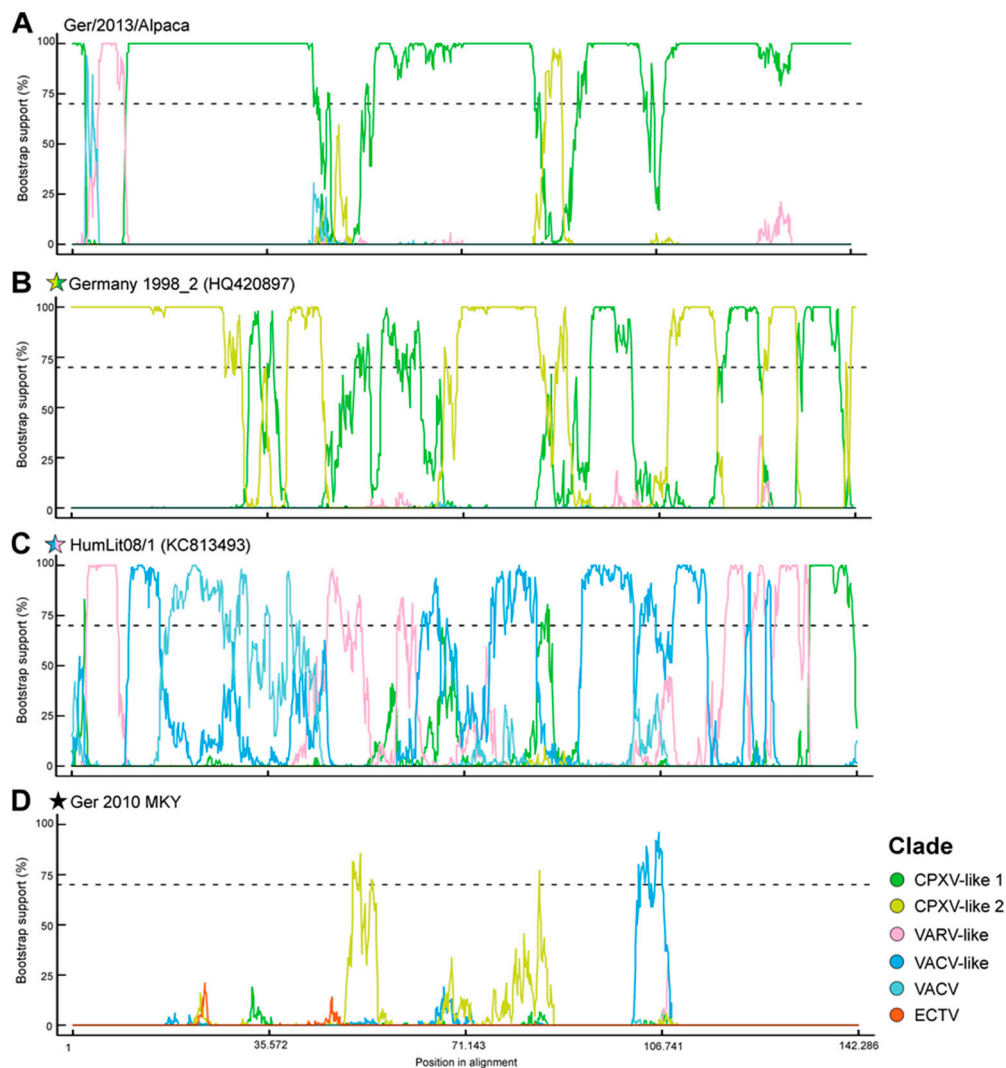 A
Ger/2013/Alpaca
100
75
50
25
0
Bootstrap support (%)
B
Germany 1998_2 (HQ420897)
100
75
50
25
0
Bootstrap support (%)
C
HumLit08/1 (KC813493)
100
75
50
25
0
Bootstrap support (%)
D
Ger 2010 MKY
100
75
50
25
0
Bootstrap support (%)
1 35.572 71.143 106.741 142.286
Position in alignment
Clade
CPXV-like 1
CPXV-like 2
VARV-like
VACV-like
VACV
ECTV